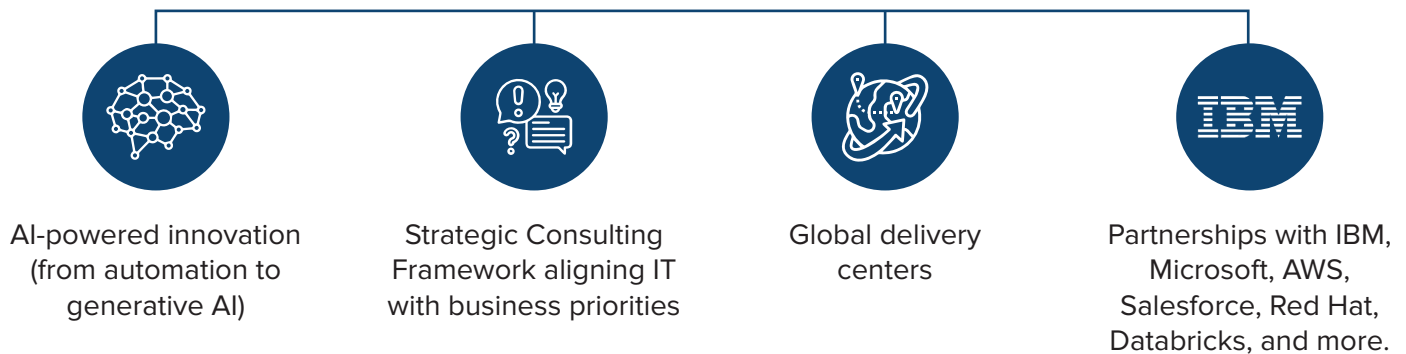 IBM
AI-powered innovation
(from automation to
generative AI)
Strategic Consulting
Framework aligning IT
with business priorities
Global delivery
centers
Partnerships with IBM,
Microsoft, AWS,
Salesforce, Red Hat,
Databricks, and more.